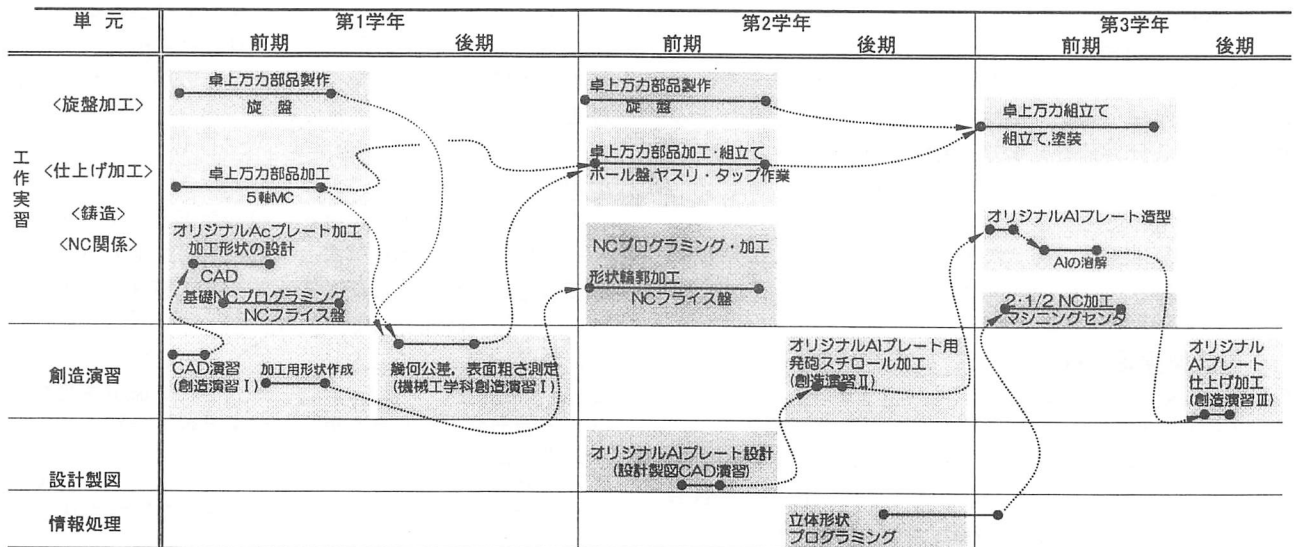 単 元
第1学年
第2学年
第3学年
前期
後期
前期
後期
前期
後期
工作実習
<旋盤加工>
<仕上げ加工>
<鋳造>
<NC関係>
卓上万力部品製作
旋 盤
卓上万力部品加工
5軸MC
オリジナルAcプレート加工
加工形状の設計
CAD
基礎NCプログラミング
NCフライス盤
卓上万力部品製作
旋 盤
卓上万力部品加工・組立て
ボール盤,ヤスリ・タップ作業
NCプログラミング・加工
形状輪郭加工
NCフライス盤
卓上万力組立て
組立て,塗装
オリジナルAlプレート造型
Alの溶解
2・1/2 NC加工
マシニングセンタ
創造演習
CAD演習
(創造演習Ⅰ)
加工用形状作成
幾何公差, 表面粗さ測定
(機械工学科創造演習Ⅰ)
オリジナルAlプレート用
発砲スチロール加工
(創造演習Ⅱ)
オリジナル
Alプレート
仕上げ加工
(創造演習Ⅲ)
設計製図
オリジナルAlプレート設計
(設計製図CAD演習)
情報処理
立体形状
プログラミング